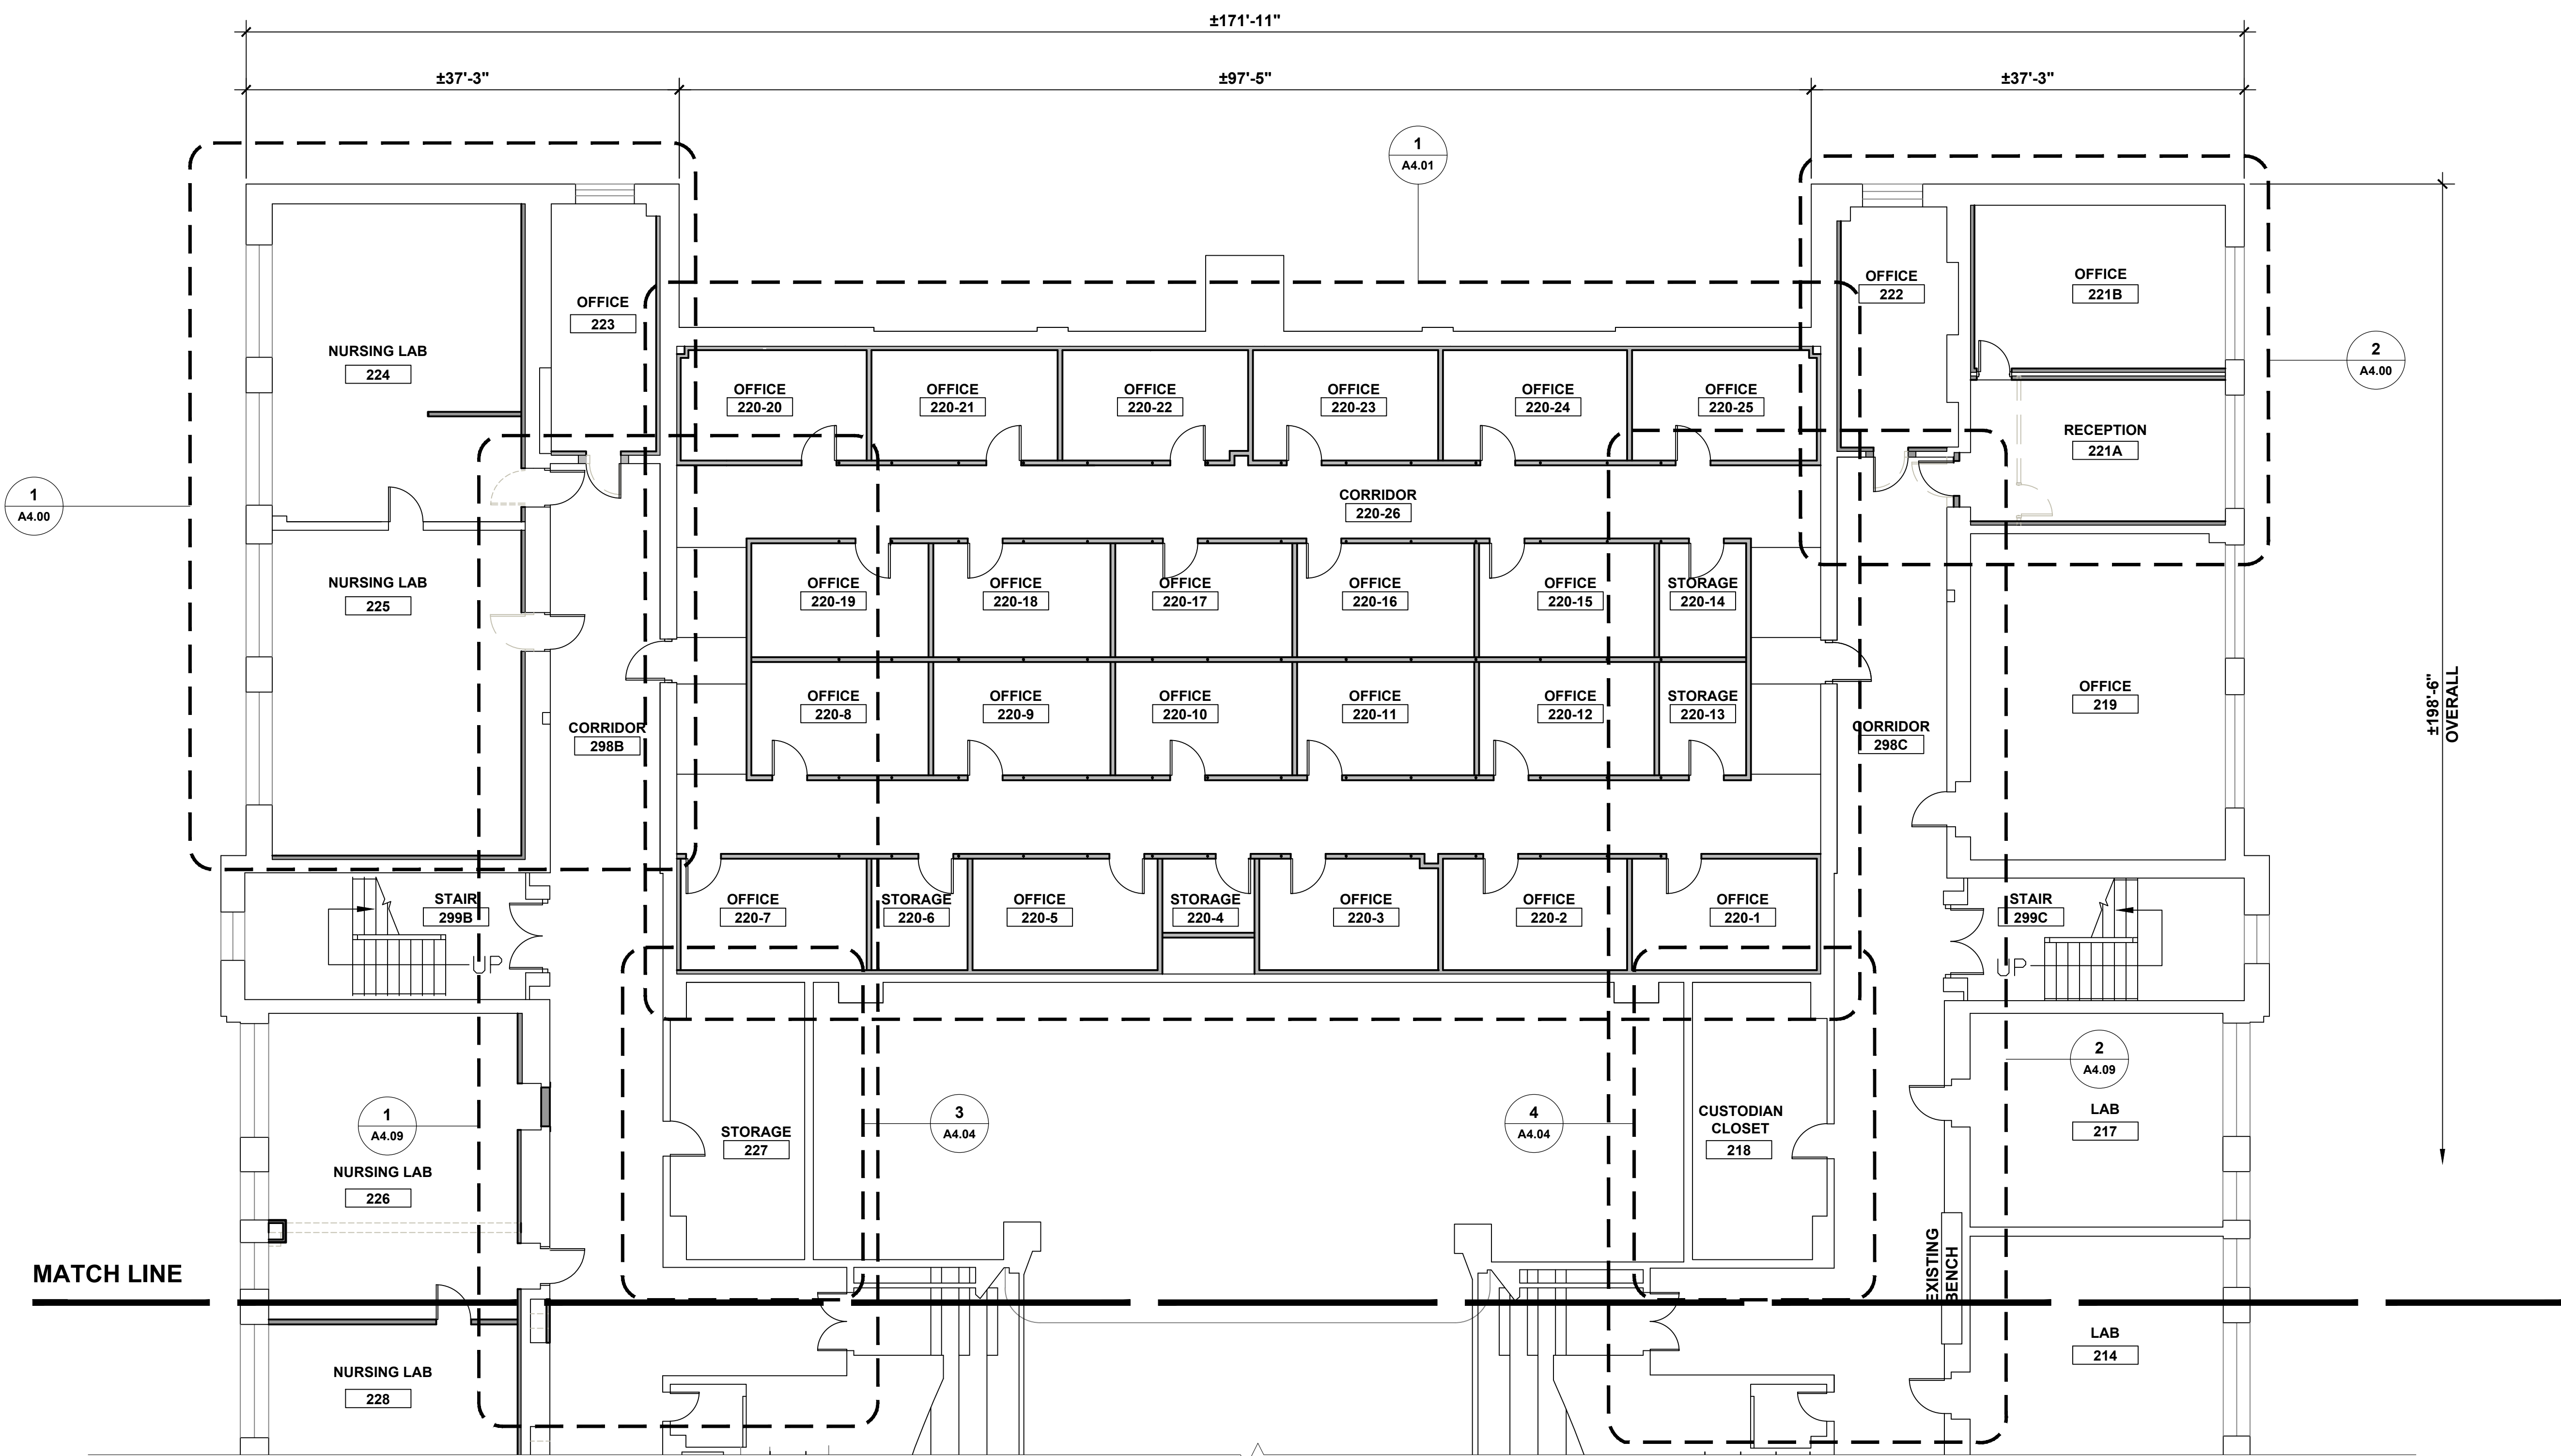 ±171'-11"
±37'-3"
±97'-5"
±37'-3"
1
A4.01
OFFICE
222
OFFICE
221B
OFFICE
223
NURSING LAB
224
2
A4.00
OFFICE
220-20
OFFICE
220-21
OFFICE
220-22
OFFICE
220-23
OFFICE
220-24
OFFICE
220-25
RECEPTION
221A
1
A4.00
CORRIDOR
220-26
NURSING LAB
225
OFFICE
220-19
OFFICE
220-18
OFFICE
220-17
OFFICE
220-16
OFFICE
220-15
STORAGE
220-14
OFFICE
220-8
OFFICE
220-9
OFFICE
220-10
OFFICE
220-11
OFFICE
220-12
STORAGE
220-13
OFFICE
219
±198'-6"
OVERALL
CORRIDOR
298B
CORRIDOR
298C
STAIR
299B
UP
OFFICE
220-7
STORAGE
220-6
OFFICE
220-5
STORAGE
220-4
OFFICE
220-3
OFFICE
220-2
OFFICE
220-1
STAIR
299C
UP
2
A4.09
1
A4.09
3
A4.04
4
A4.04
STORAGE
227
CUSTODIAN
CLOSET
218
LAB
217
NURSING LAB
226
EXISTING
BENCH
MATCH LINE
NURSING LAB
228
LAB
214